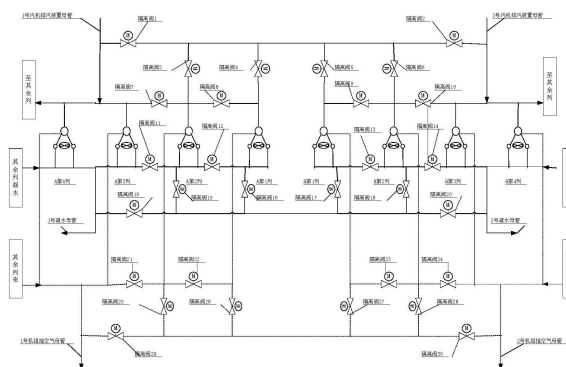 1号汽机排汽装置母管
隔离阀1
隔离阀2
2号汽机排汽装置母管
隔离阀3
隔离阀4
隔离阀5
隔离阀6
至其余列
隔离阀7
隔离阀8
隔离阀9
隔离阀10
至其余列
隔离阀11
隔离阀12
隔离阀13
隔离阀14
其余列凝水
A第4列
A第3列
A第2列
A第1列
B第1列
B第2列
B第3列
B第4列
隔离阀15
隔离阀16
隔离阀17
隔离阀18
隔离阀19
隔离阀20
1号凝水母管
2号凝水母管
其余列来
隔离阀21
隔离阀22
隔离阀23
隔离阀24
隔离阀25
隔离阀26
隔离阀27
隔离阀28
1号机组抽空气母管
隔离阀29
隔离阀30
2号机组抽空气母管